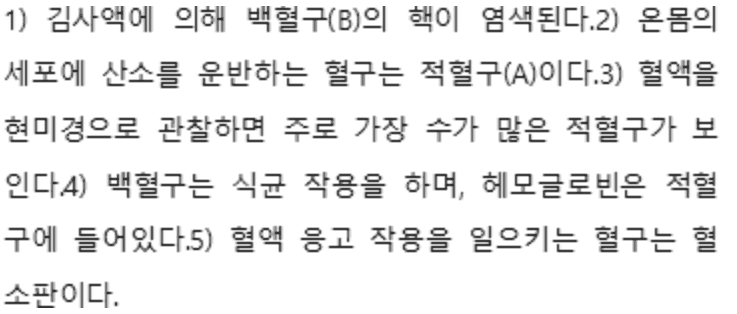 1) 김사액에 의해 백혈구(B)의 핵이 염색된다.2) 온몸의
세포에 산소를 운반하는 혈구는 적혈구(A)이다.3) 혈액을
현미경으로 관찰하면 주로 가장 수가 많은 적혈구가 보
인다.4) 백혈구는 식균 작용을 하며, 헤모글로빈은 적혈
구에 들어있다.5) 혈액 응고 작용을 일으키는 혈구는 혈
소판이다.